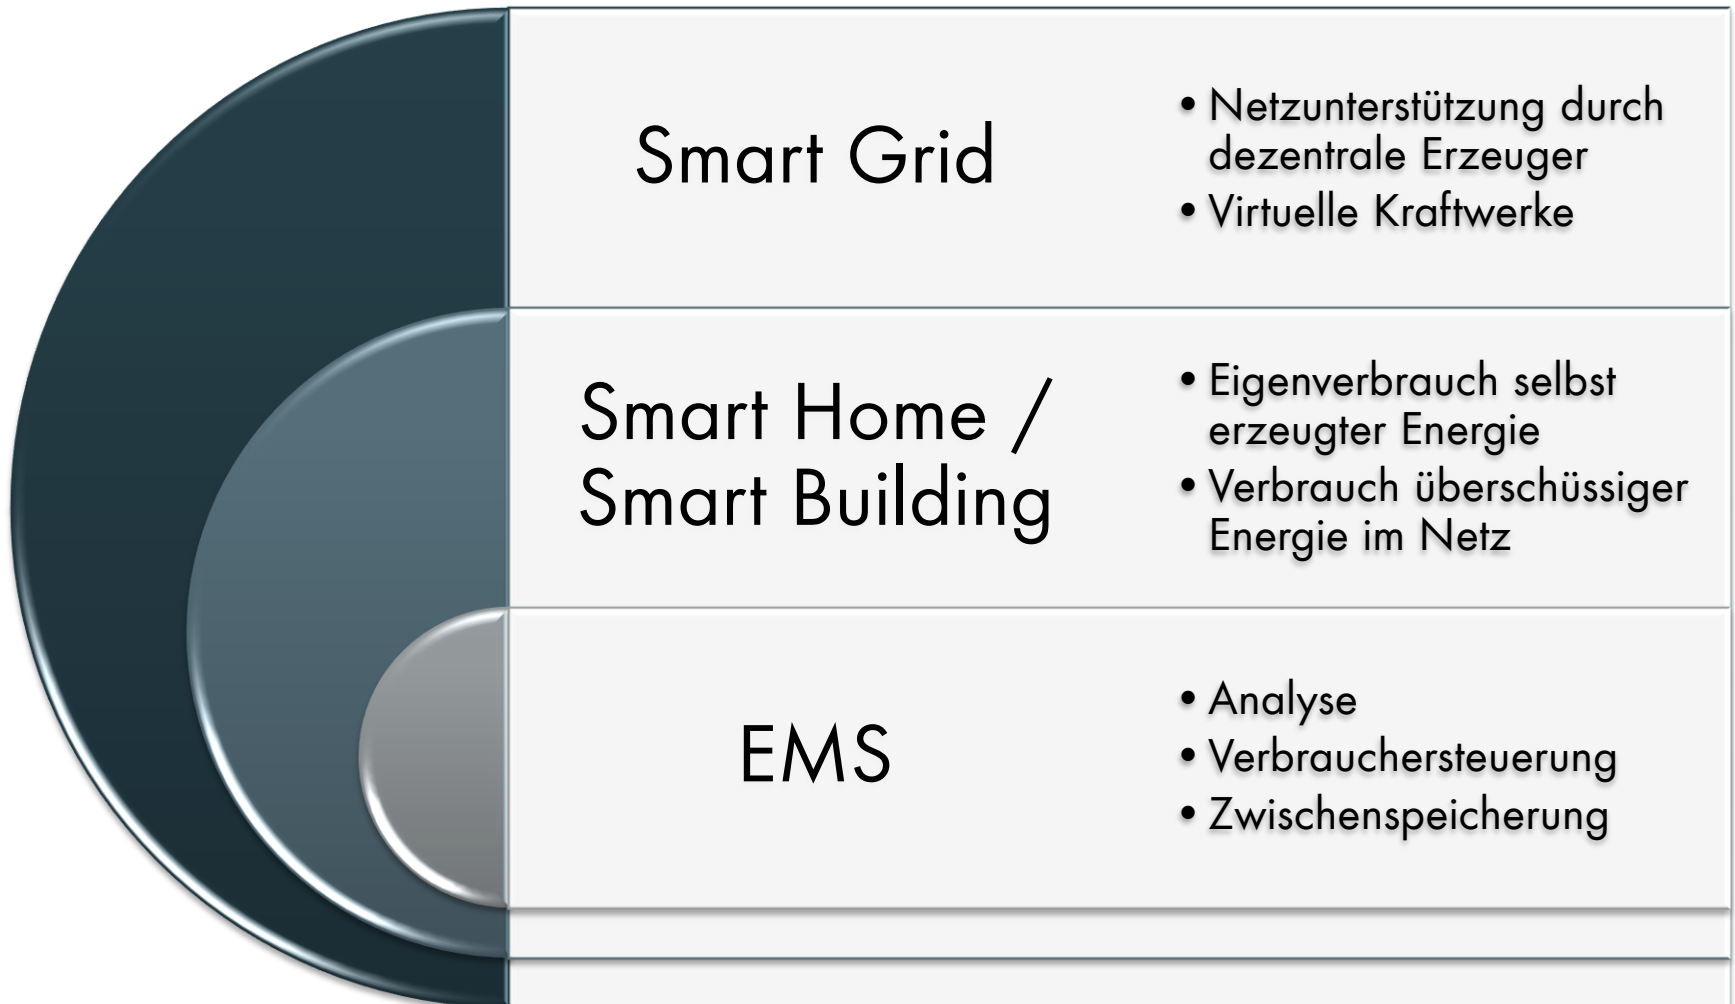 Smart Grid
• Netzunterstützung durch
dezentrale Erzeuger
• Virtuelle Kraftwerke
Smart Home /
Smart Building
• Eigenverbrauch selbst
erzeugter Energie
• Verbrauch überschüssiger
Energie im Netz
EMS
• Analyse
• Verbrauchersteuerung
• Zwischenspeicherung